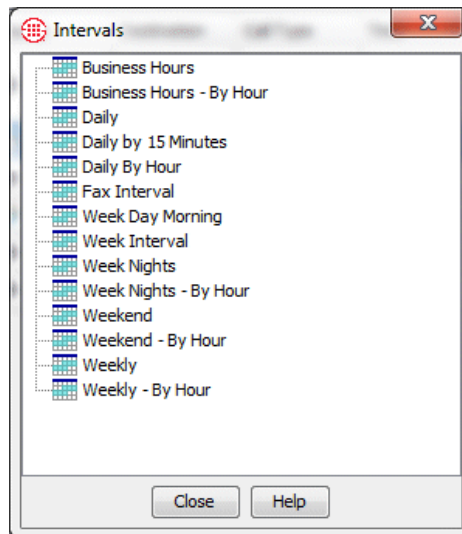 Intervals
Business Hours
Business Hours - By Hour
Daily
Daily by 15 Minutes
Daily By Hour
Fax Interval
Week Day Morning
Week Interval
Week Nights
Week Nights - By Hour
Weekend
Weekend - By Hour
Weekly
Weekly - By Hour
Close Help